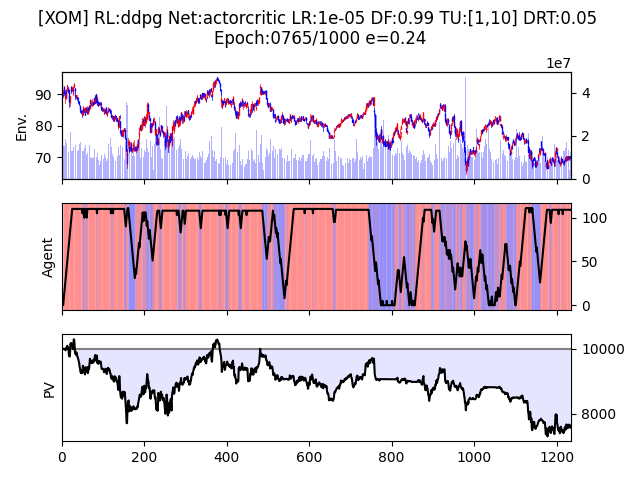 [XOM] RL:ddpg Net:actorcritic LR:1e-05 DF:0.99 TU:[1,10] DRT:0.05
Epoch:0765/1000 e=0.24
1e7
Env.
90
80
70
4
2
0
Agent
100
50
0
PV
10000
8000
0 200 400 600 800 1000 1200